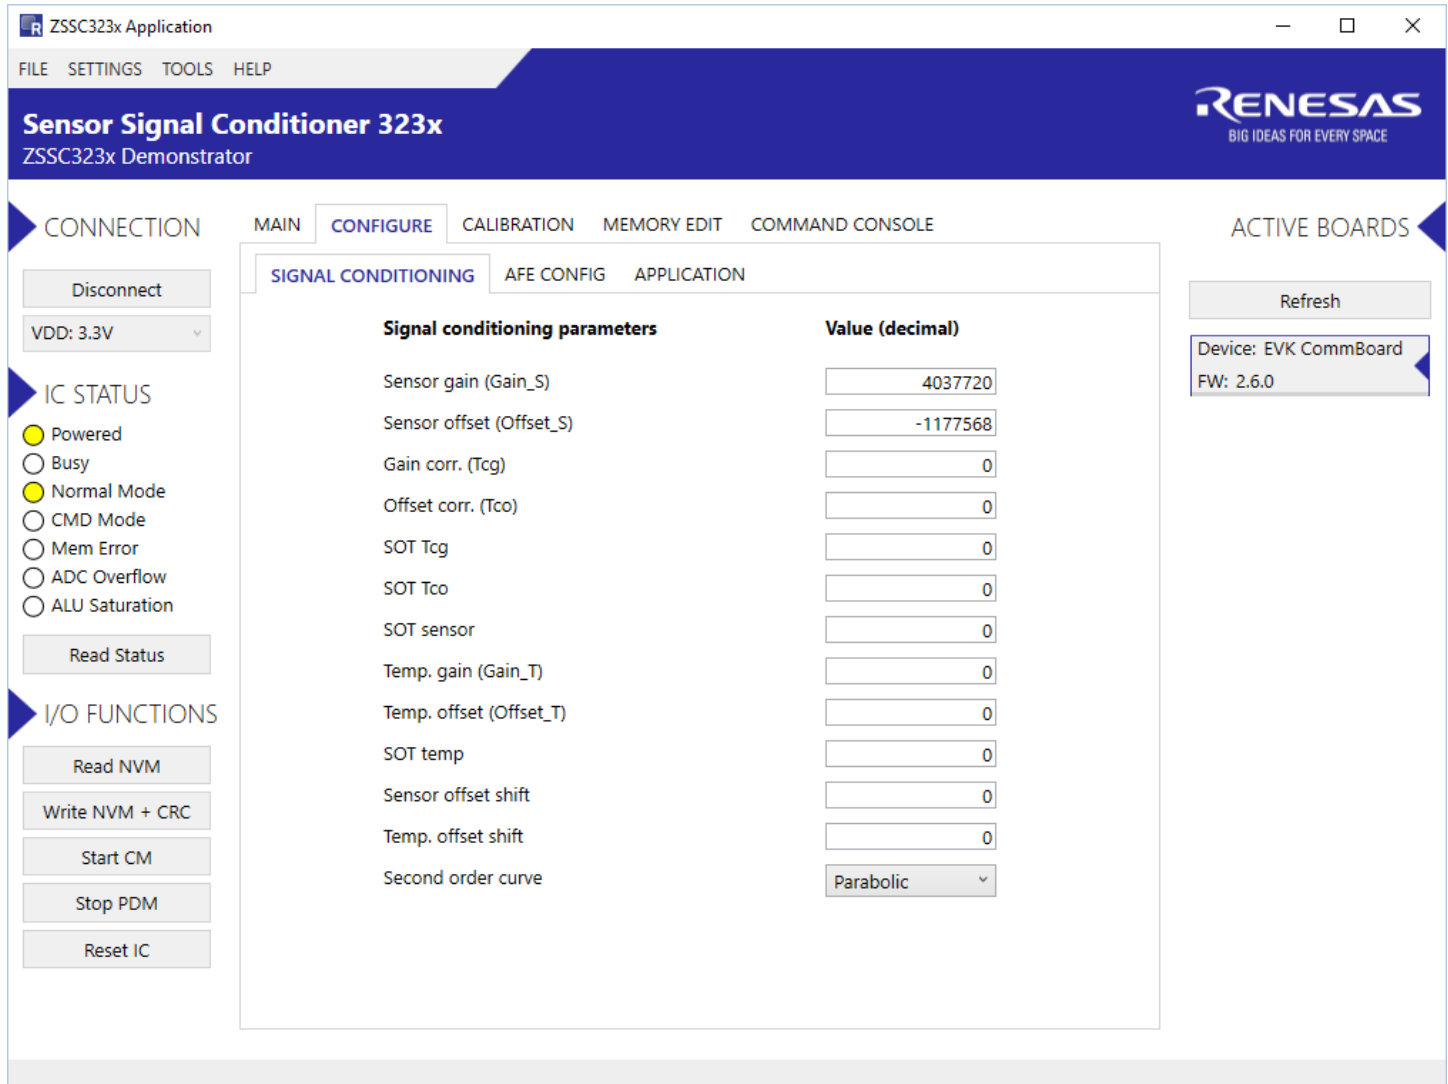 ZSSC323x Application
FILE SETTINGS TOOLS HELP
RENESAS
BIG IDEAS FOR EVERY SPACE
Sensor Signal Conditioner 323x
ZSSC323x Demonstrator
CONNECTION
Disconnect
VDD: 3.3V
IC STATUS
Powered
Busy
Normal Mode
CMD Mode
Mem Error
ADC Overflow
ALU Saturation
Read Status
I/O FUNCTIONS
Read NVM
Write NVM + CRC
Start CM
Stop PDM
Reset IC
MAIN CONFIGURE CALIBRATION MEMORY EDIT COMMAND CONSOLE
SIGNAL CONDITIONING AFE CONFIG APPLICATION
Signal conditioning parameters Value (decimal)
Sensor gain (Gain_S) 4037720
Sensor offset (Offset_S) -1177568
Gain corr. (Tcg) 0
Offset corr. (Tco) 0
SOT Tcg 0
SOT Tco 0
SOT sensor 0
Temp. gain (Gain_T) 0
Temp. offset (Offset_T) 0
SOT temp 0
Sensor offset shift 0
Temp. offset shift 0
Second order curve Parabolic
ACTIVE BOARDS
Refresh
Device: EVK CommBoard
FW: 2.6.0